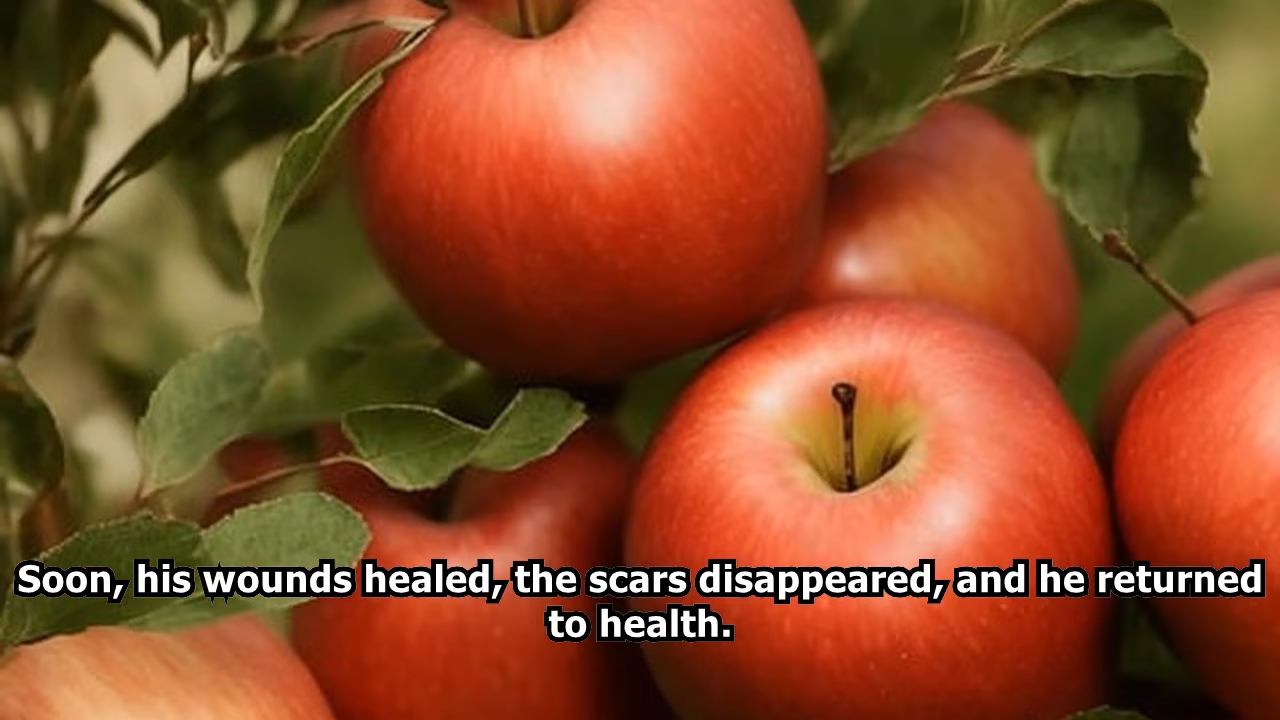 Soon, his wounds healed, the scars disappeared, and he returned
to health.